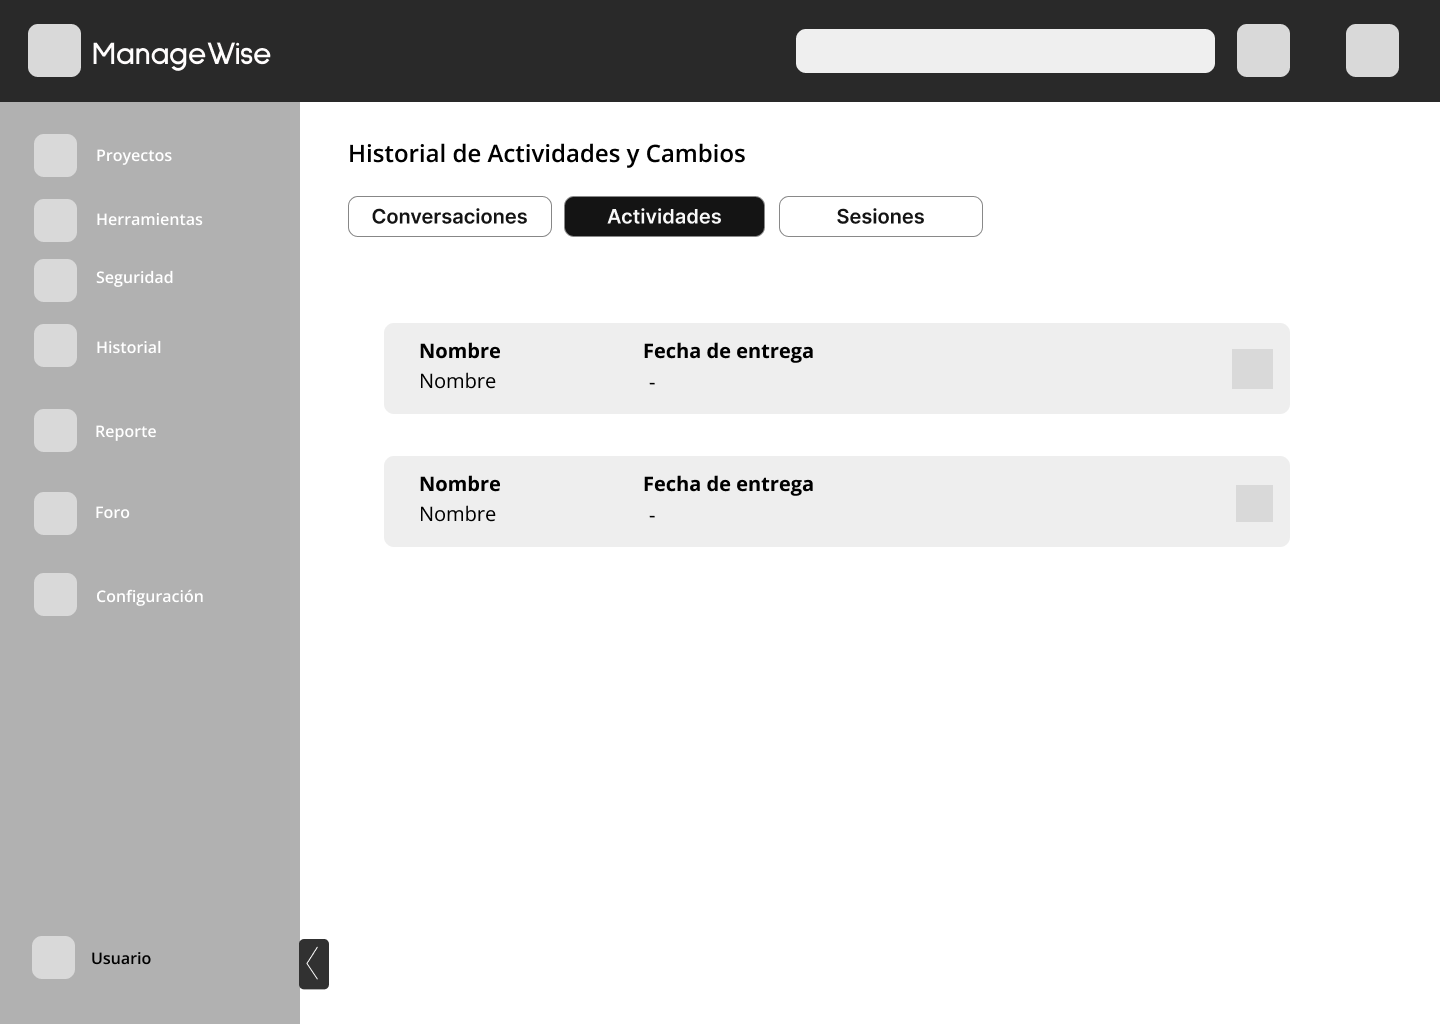 ManageWise
Proyectos
Herramientas
Seguridad
Historial
Reporte
Foro
Configuración
Usuario
Historial de Actividades y Cambios
Conversaciones
Actividades
Sesiones
Nombre
Fecha de entrega
Nombre
-
Nombre
Fecha de entrega
Nombre
-